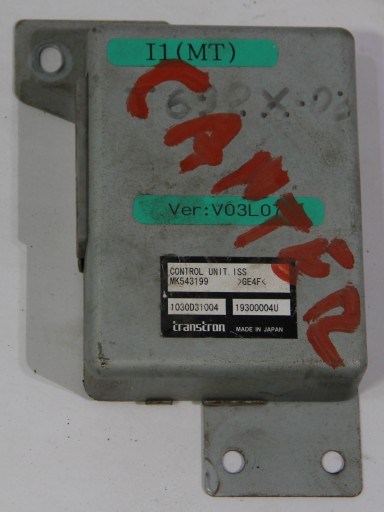 I1(MT)
CANTER
Ver:V03L0
CONTROL UNIT.ISS
MK543199 >GE4F<
1030D31004 19300004U
transtron MADE IN JAPAN